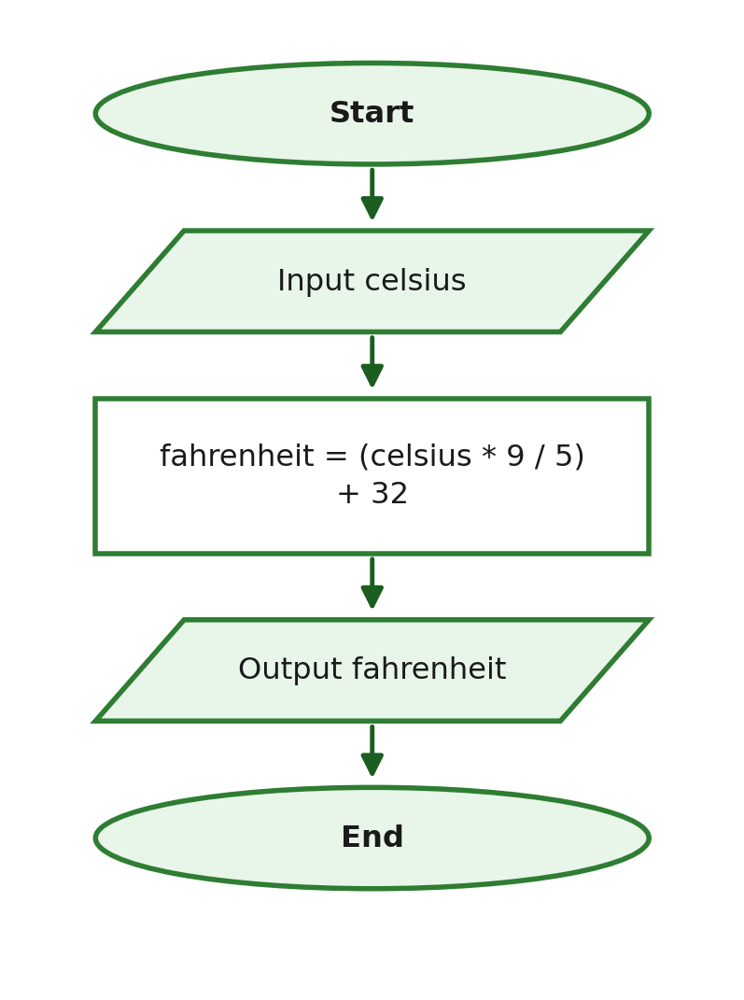 Start
Input celsius
fahrenheit = (celsius * 9 / 5)
+ 32
Output fahrenheit
End